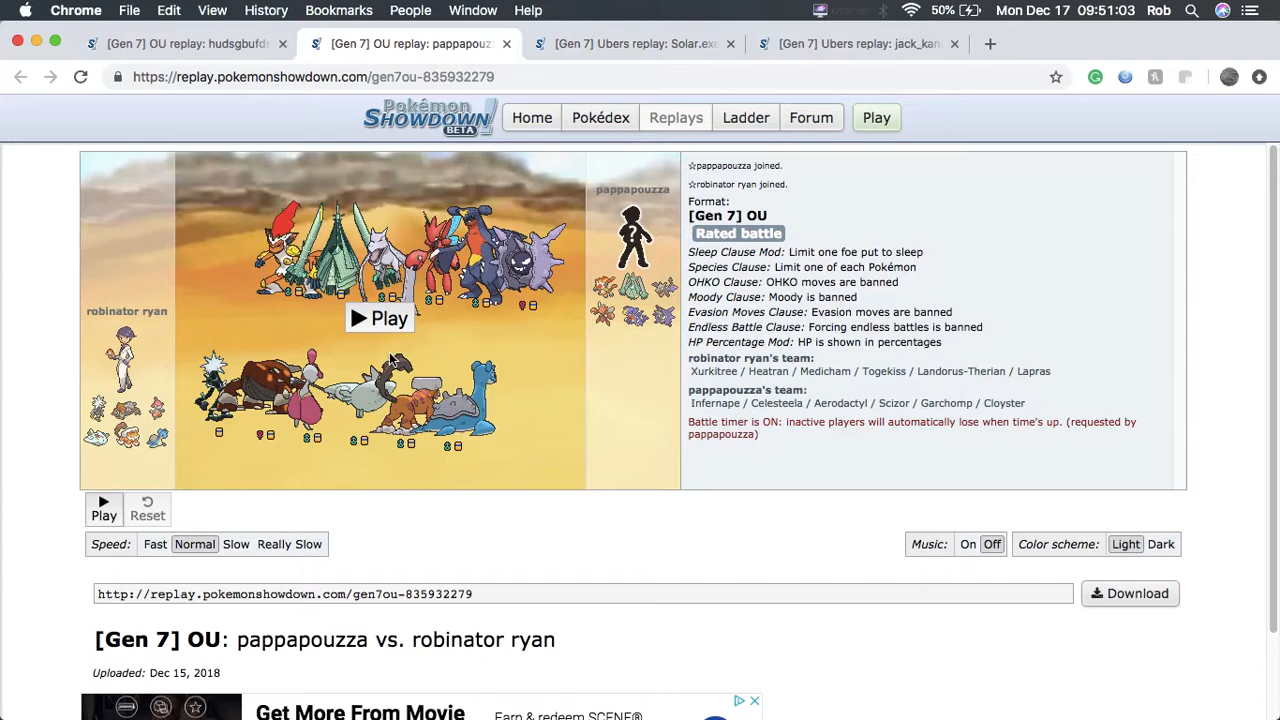 Chrome File Edit View History Bookmarks People Window Help 50% Mon Dec 17 09:51:03 Rob
[Gen 7] OU replay: hudsgbufds
[Gen 7] OU replay: pappapouz
[Gen 7] Ubers replay: Solar.exe
[Gen 7] Ubers replay: jack_kan
https://replay.pokemonshowdown.com/gen7ou-835932279
Pokémon
SHOWDOWN!
BETA
Home Pokédex Replays Ladder Forum Play
☆pappapouzza joined.
☆robinator ryan joined.
Format:
[Gen 7] OU
Rated battle
Sleep Clause Mod: Limit one foe put to sleep
Species Clause: Limit one of each Pokémon
OHKO Clause: OHKO moves are banned
Moody Clause: Moody is banned
Evasion Moves Clause: Evasion moves are banned
Endless Battle Clause: Forcing endless battles is banned
HP Percentage Mod: HP is shown in percentages
robinator ryan's team:
Xurkitree / Heatran / Medicham / Togekiss / Landorus-Therian / Lapras
pappapouzza's team:
Infernape / Celesteela / Aerodactyl / Scizor / Garchomp / Cloyster
Battle timer is ON: inactive players will automatically lose when time's up. (requested by
pappapouzza)
pappapouzza
?
robinator ryan
Play
Play Reset
Speed: Fast Normal Slow Really Slow
Music: On Off
Color scheme: Light Dark
http://replay.pokemonshowdown.com/gen7ou-835932279
Download
[Gen 7] OU: pappapouzza vs. robinator ryan
Uploaded: Dec 15, 2018
Get More From Movie
Earn & redeem SCENE®